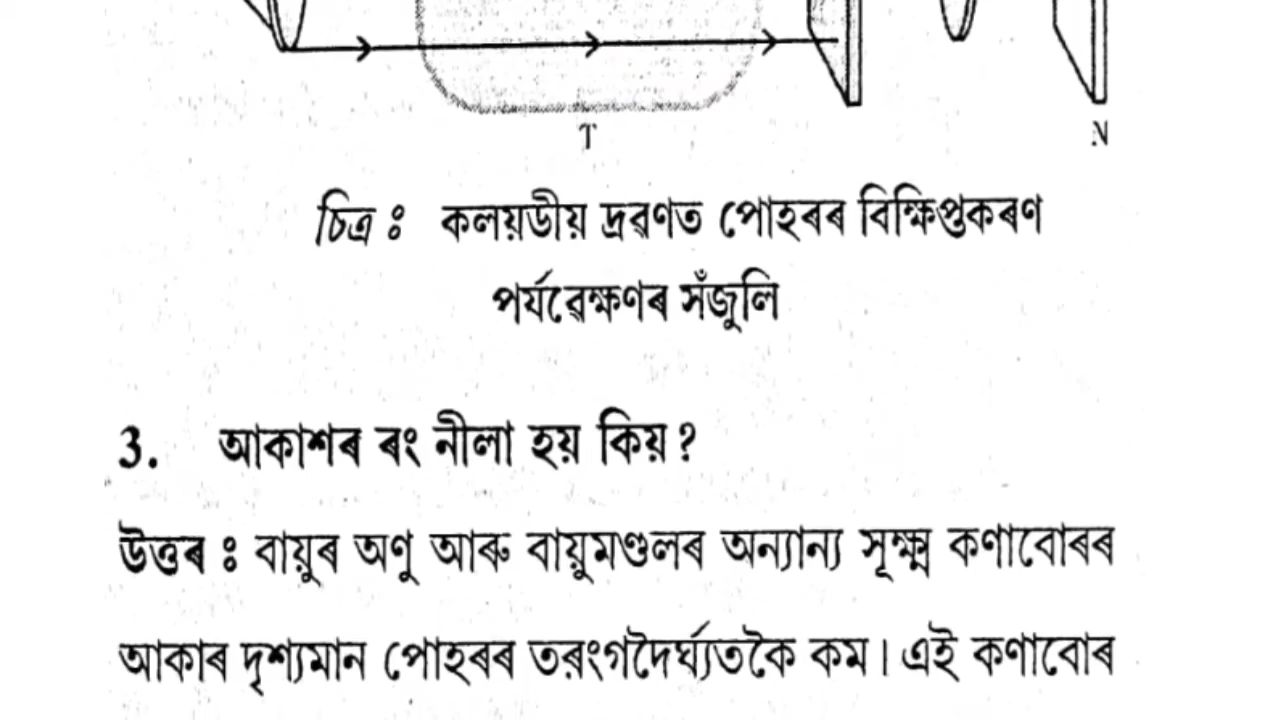 T
N
চিত্ৰ : কলয়ডীয় দ্ৰৱণত পোহৰৰ বিক্ষিপ্তকৰণ
পৰ্যৱেক্ষণৰ সঁজুলি
3. আকাশৰ ৰং নীলা হয় কিয়?
উত্তৰ : বায়ুৰ অণু আৰু বায়ুমণ্ডলৰ অন্যান্য সূক্ষ্ম কণাবোৰৰ
আকাৰ দৃশ্যমান পোহৰৰ তৰংগদৈৰ্ঘ্যতকৈ কম। এই কণাবোৰ